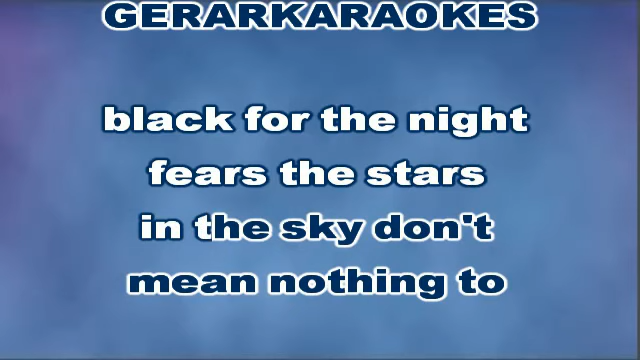 GERARKARAOKES
black for the night
fears the stars
in the sky don't
mean nothing to